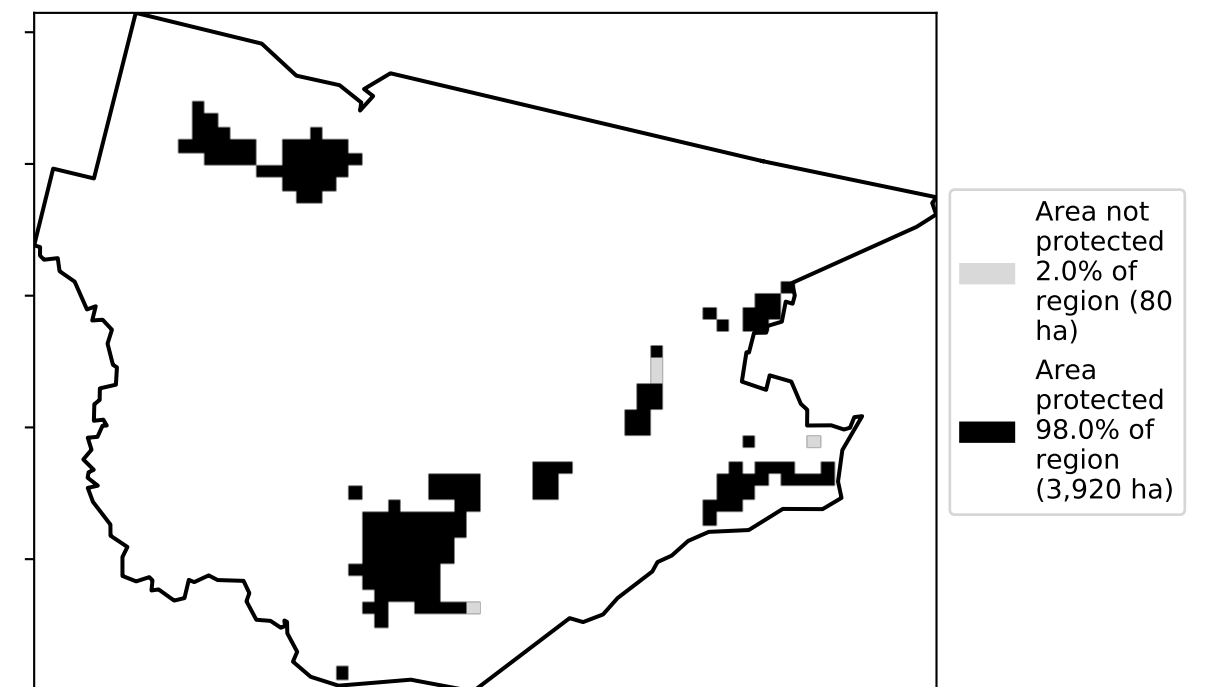 Area not
protected
2.0% of
region (80
ha)
Area
protected
98.0% of
region
(3,920 ha)